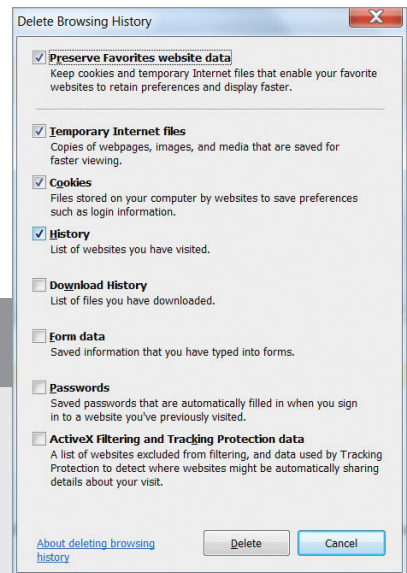 Delete Browsing History
Preserve Favorites website data
Keep cookies and temporary Internet files that enable your favorite
websites to retain preferences and display faster.
Temporary Internet files
Copies of webpages, images, and media that are saved for
faster viewing.
Cookies
Files stored on your computer by websites to save preferences
such as login information.
History
List of websites you have visited.
Download History
List of files you have downloaded.
Form data
Saved information that you have typed into forms.
Passwords
Saved passwords that are automatically filled in when you sign
in to a website you've previously visited.
ActiveX Filtering and Tracking Protection data
A list of websites excluded from filtering, and data used by Tracking
Protection to detect where websites might be automatically sharing
details about your visit.
About deleting browsing
history
Delete
Cancel